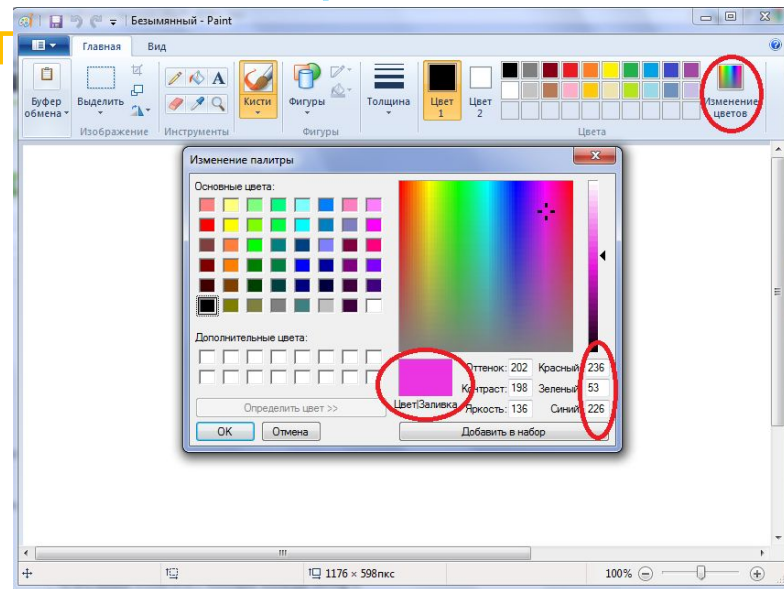 Безымянный - Paint
Главная
Вид
Буфер обмена
Выделить
Изображение
A
Инструменты
Кисти
Фигуры
Фигуры
Толщина
Цвет 1
Цвет 2
Цвета
Изменение цветов
Изменение палитры
Основные цвета:
Дополнительные цвета:
Определить цвет >>
OK
Отмена
Цвет|Заливка
Оттенок: 202
Контраст: 198
Яркость: 136
Красный: 236
Зеленый: 53
Синий: 226
Добавить в набор
1176 × 598пкс
100%